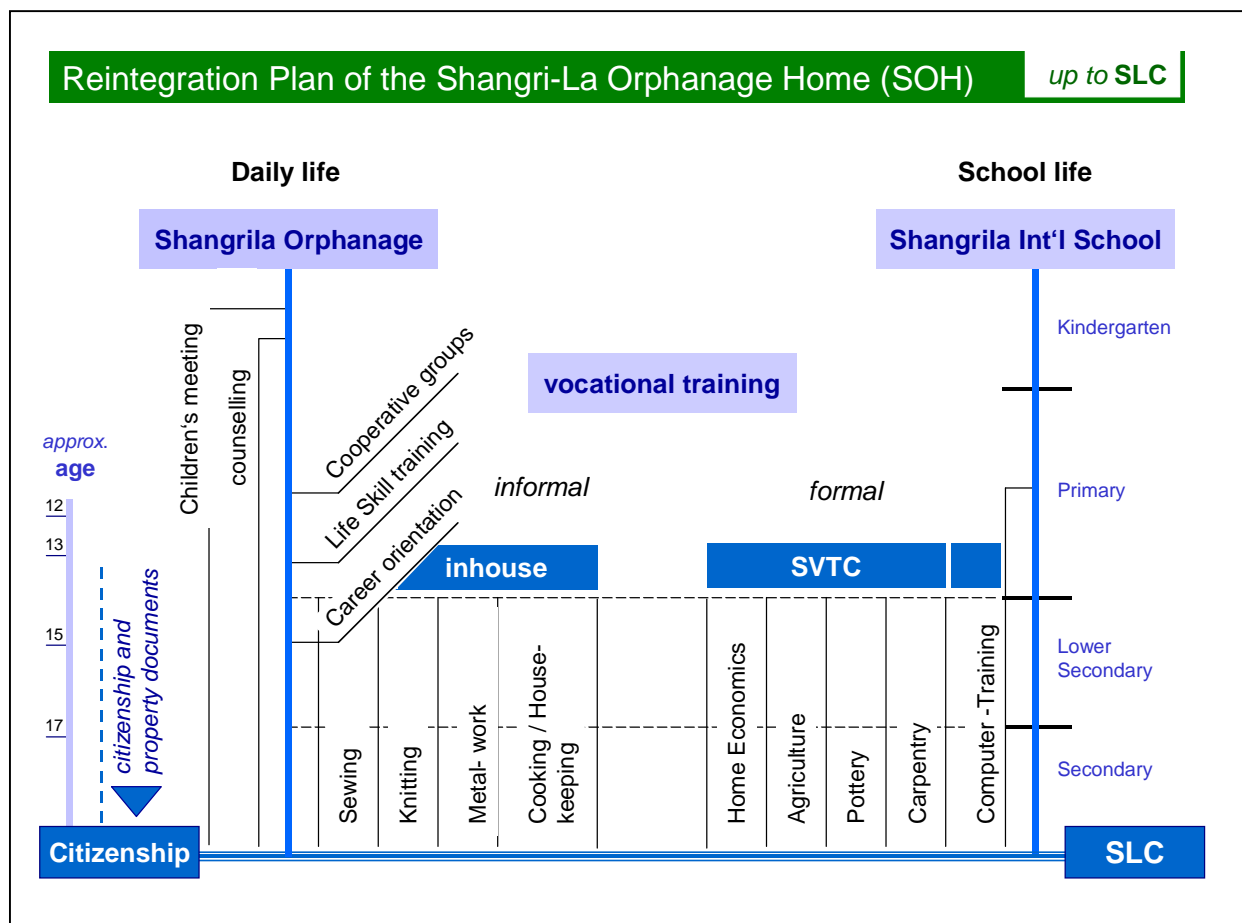 Reintegration Plan of the Shangri-La Orphanage Home (SOH)
up to SLC
Daily life
School life
Shangrila Orphanage
Shangrila Int‘l School
Children‘s meeting
counselling
Cooperative groups
Life Skill training
Career orientation
vocational training
informal
formal
inhouse
SVTC
Kindergarten
Primary
Lower
Secondary
Secondary
approx.
age
12
13
15
17
citizenship and
property documents
Sewing
Knitting
Metal- work
Cooking / House-
keeping
Home Economics
Agriculture
Pottery
Carpentry
Computer -Training
Citizenship
SLC